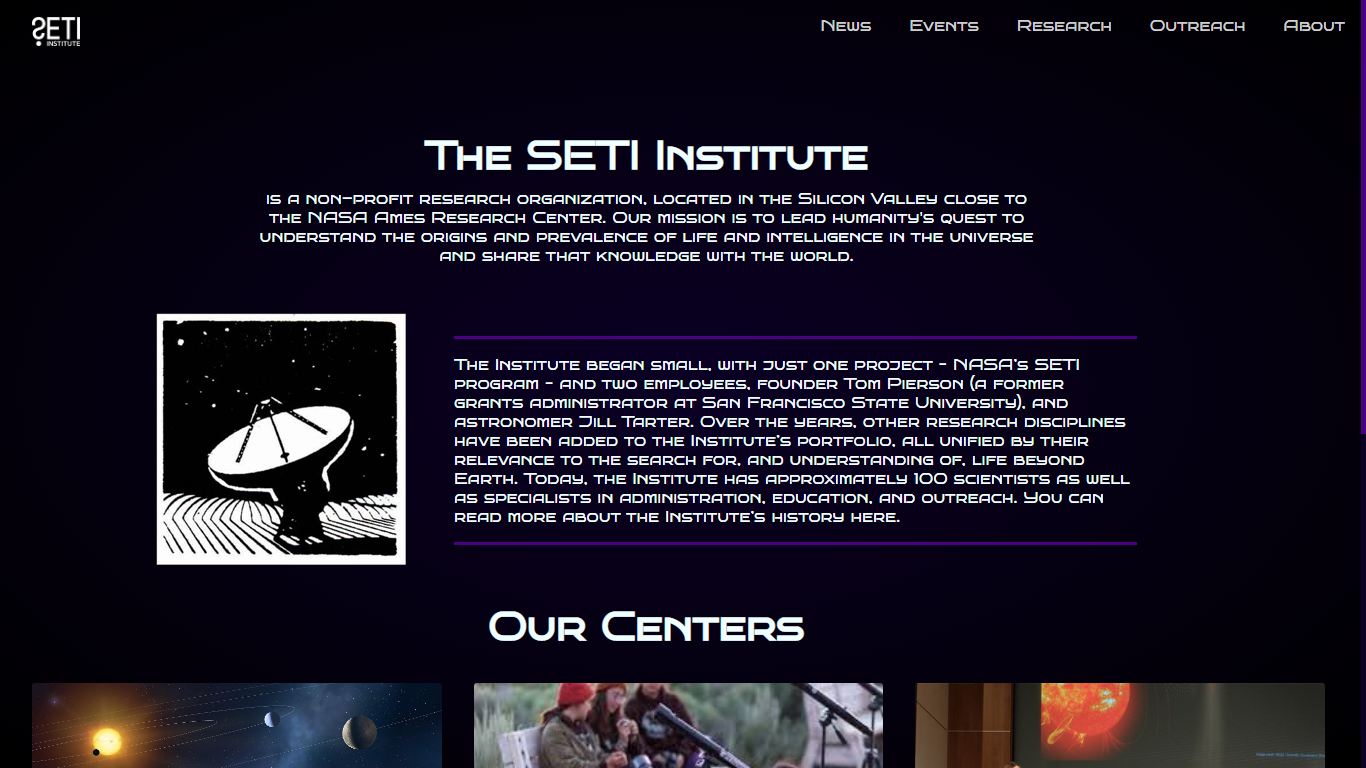 SETI
INSTITUTE
News Events Research Outreach About
The SETI Institute
is a non-profit research organization, located in the Silicon Valley close to
the NASA Ames Research Center. Our mission is to lead humanity's quest to
understand the origins and prevalence of life and intelligence in the universe
and share that knowledge with the world.
The Institute began small, with just one project – NASA's SETI
program – and two employees, founder Tom Pierson (a former
grants administrator at San Francisco State University), and
astronomer Jill Tarter. Over the years, other research disciplines
have been added to the Institute's portfolio, all unified by their
relevance to the search for, and understanding of, life beyond
Earth. Today, the Institute has approximately 100 scientists as well
as specialists in administration, education, and outreach. You can
read more about the Institute's history here.
Our Centers